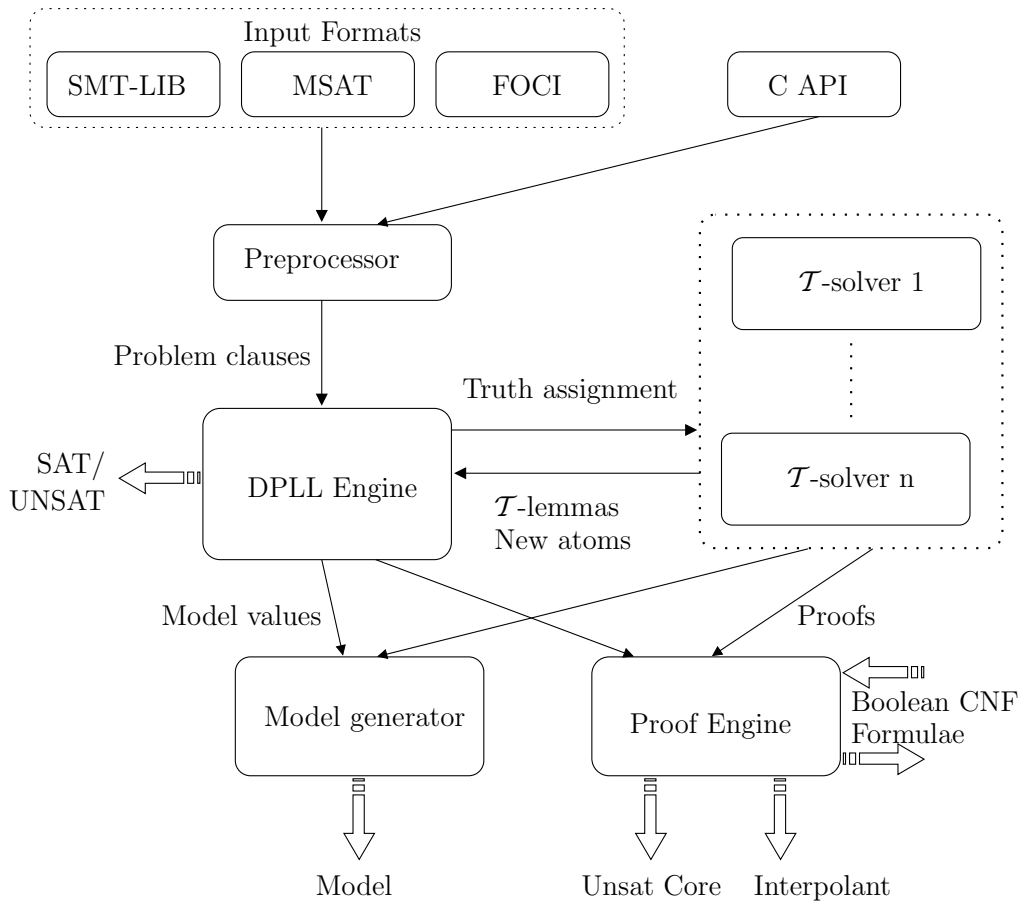 Input Formats
SMT-LIB
MSAT
FOCI
C API
Preprocessor
𝒯-solver 1
Problem clauses
Truth assignment
SAT/
UNSAT
DPLL Engine
𝒯-solver n
𝒯-lemmas
New atoms
Model values
Proofs
Model generator
Proof Engine
Boolean CNF
Formulae
Model
Unsat Core
Interpolant